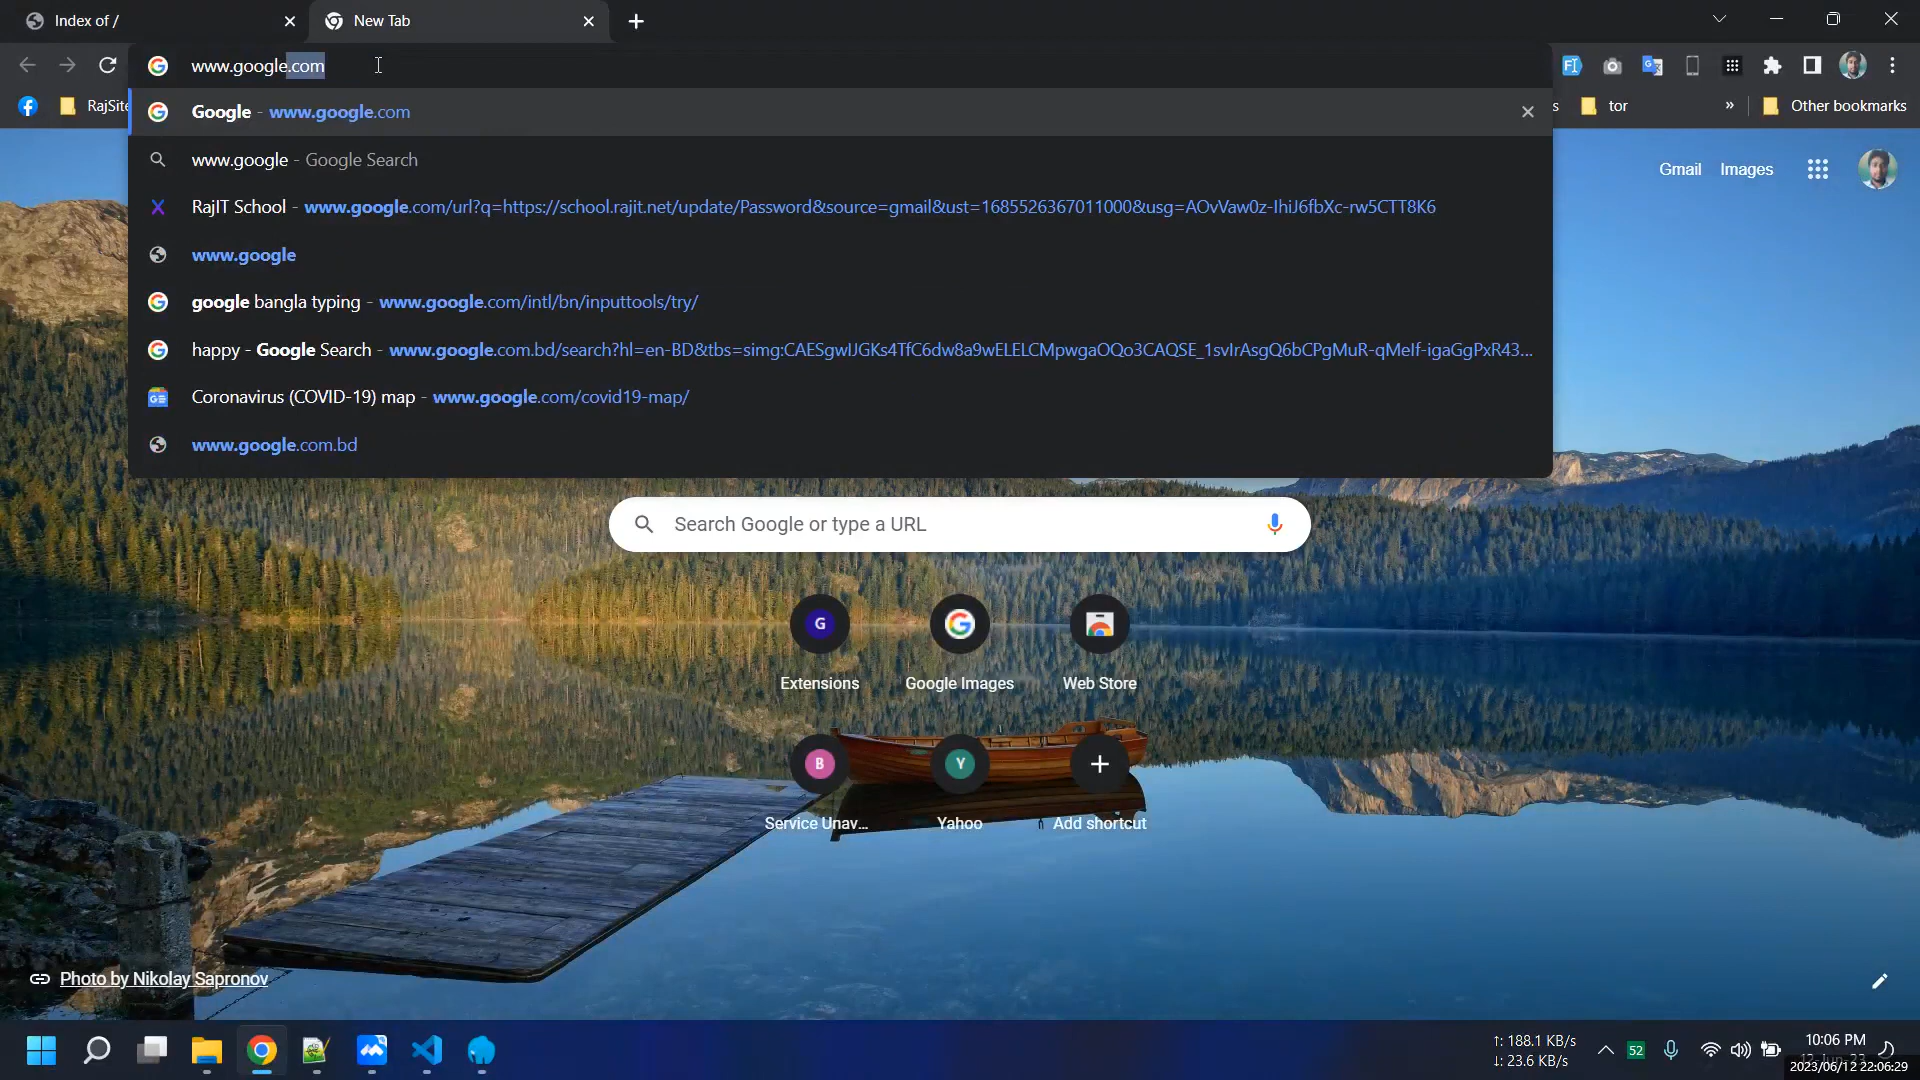 Index of /
New Tab
www.google.com
RajSite
s
tor
»
Other bookmarks
Google - www.google.com
www.google - Google Search
RajIT School - www.google.com/url?q=https://school.rajit.net/update/Password&source=gmail&ust=1685526367011000&usg=AOvVaw0z-IhiJ6fbXc-rw5CTT8K6
www.google
google bangla typing - www.google.com/intl/bn/inputtools/try/
happy - Google Search - www.google.com.bd/search?hl=en-BD&tbs=simg:CAESgwIJGKs4TfC6dw8a9wELELCMpwgaOQo3CAQSE_1svIrAsgQ6bCPgMuR-qMeIf-igaGgPxR43...
Coronavirus (COVID-19) map - www.google.com/covid19-map/
www.google.com.bd
Gmail
Images
Search Google or type a URL
G
Extensions
Google Images
Web Store
B
Service Unav...
Y
Yahoo
Add shortcut
Photo by Nikolay Sapronov
↑: 188.1 KB/s
↓: 23.6 KB/s
52
10:06 PM
12-Jun-23
2023/06/12 22:06:29